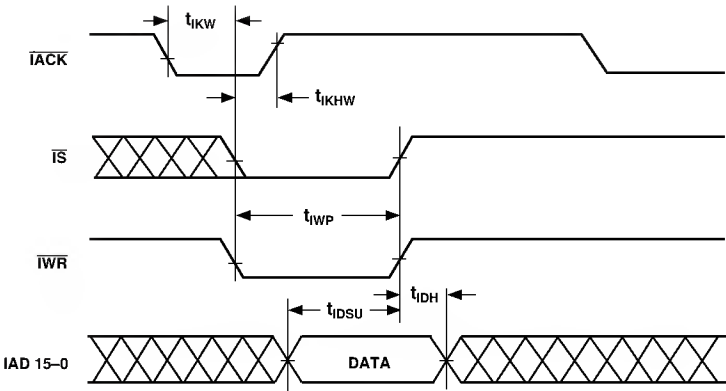 tIKW
IACK
tIKHW
IS
tIWP
IWR
tIDH
tIDSU
IAD 15–0
DATA